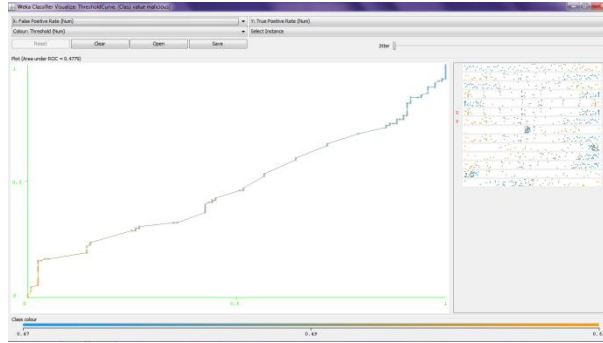 Weka Classifier Visualize: ThresholdCurve. (Class value malicious)
X: False Positive Rate (Num)
Y: True Positive Rate (Num)
Colour: Threshold (Num)
Select Instance
Reset
Clear
Open
Save
Jitter
Plot (Area under ROC = 0.4778)
1
0.5
0
0
0.5
1
X
Y
Class colour
0.47
0.49